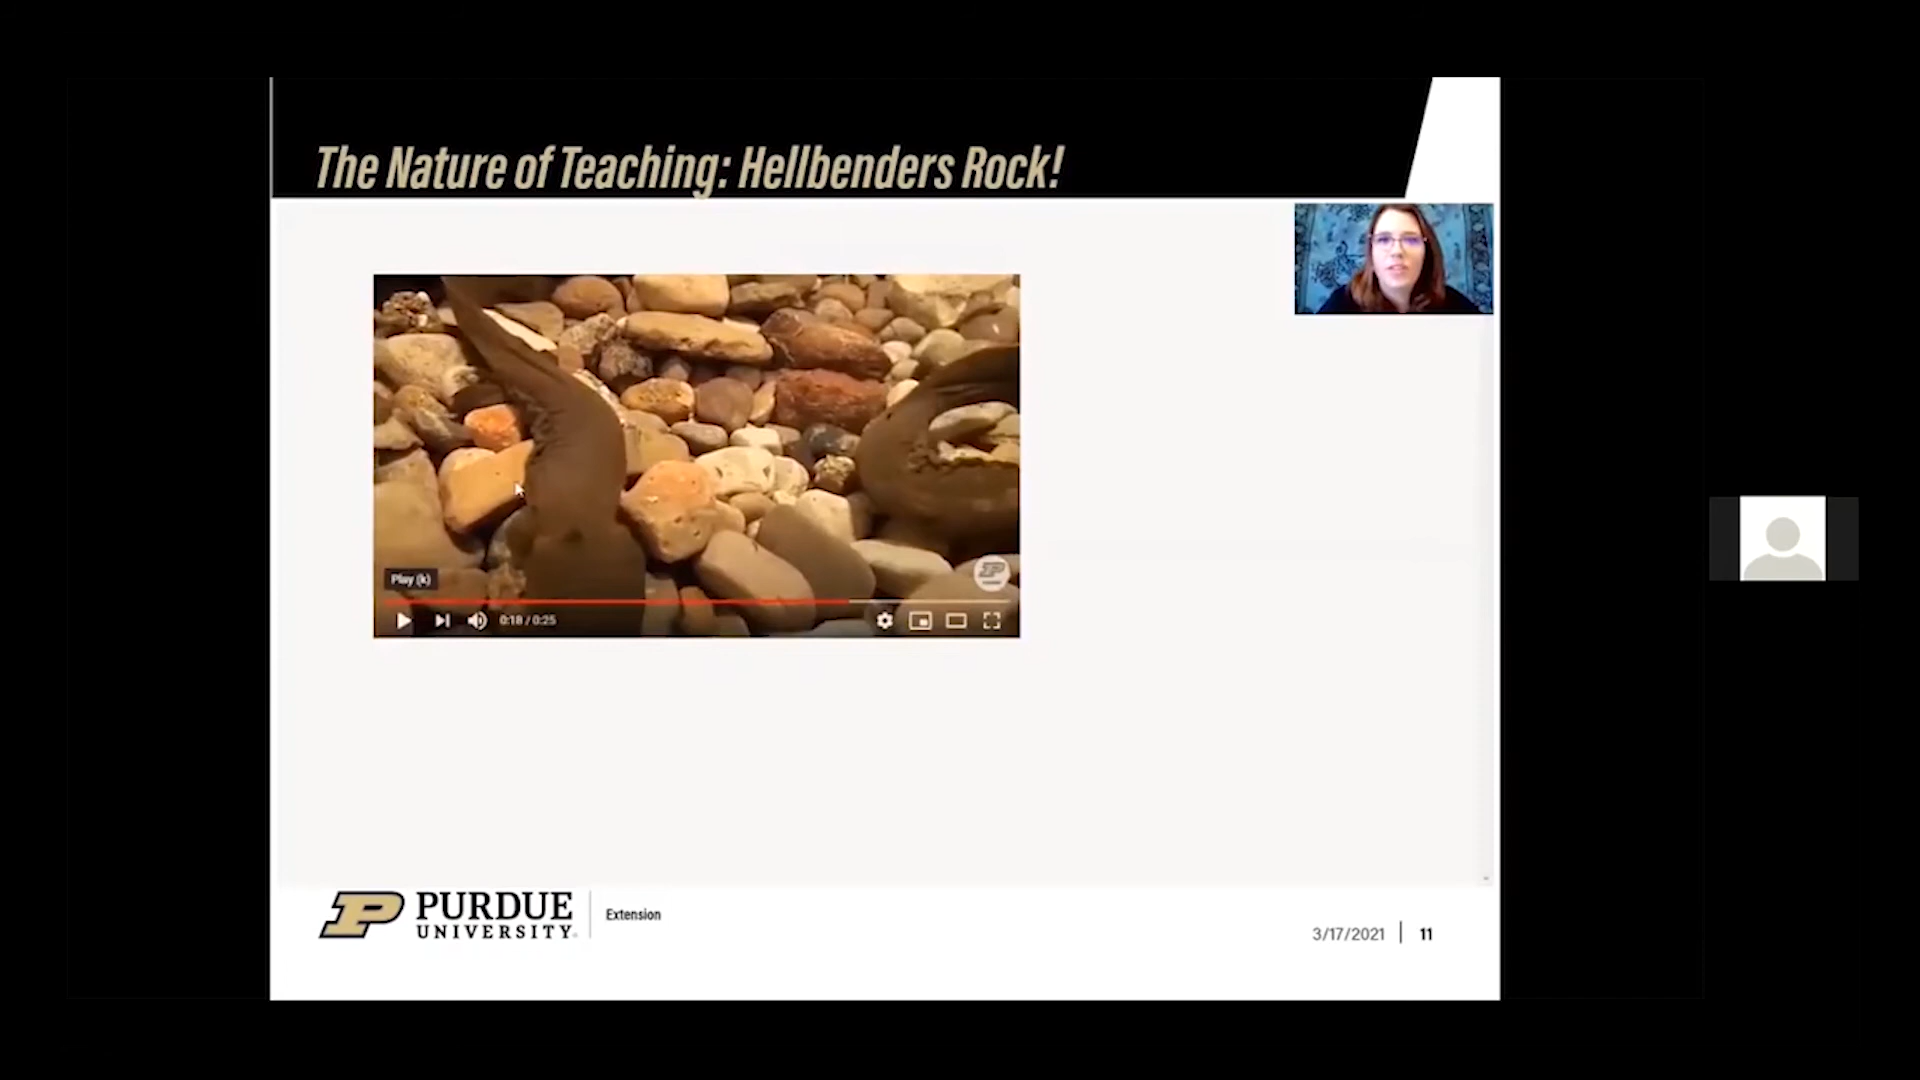 The Nature of Teaching: Hellbenders Rock!
Play (k)
0:18 / 0:25
PURDUE
UNIVERSITY
Extension
3/17/2021
11